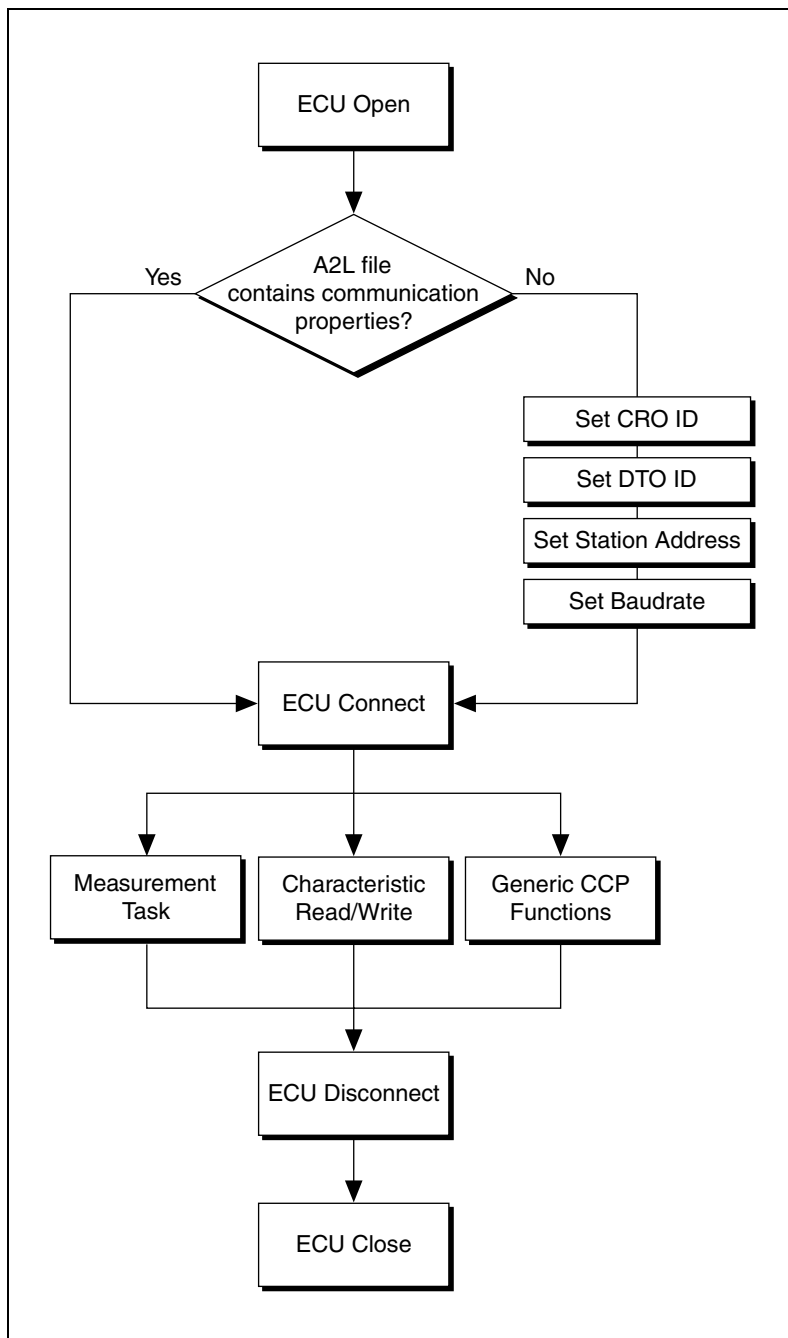 ECU Open
A2L file
contains communication
properties?
Yes
No
Set CRO ID
Set DTO ID
Set Station Address
Set Baudrate
ECU Connect
Measurement
Task
Characteristic
Read/Write
Generic CCP
Functions
ECU Disconnect
ECU Close